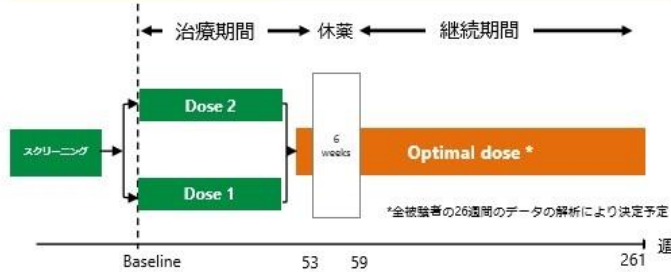 治療期間 休薬 継続期間
Dose 2
スクリーニング
6
weeks
Optimal dose *
Dose 1
*全被験者の26週間のデータの解析により決定予定
週
Baseline 53 59 261